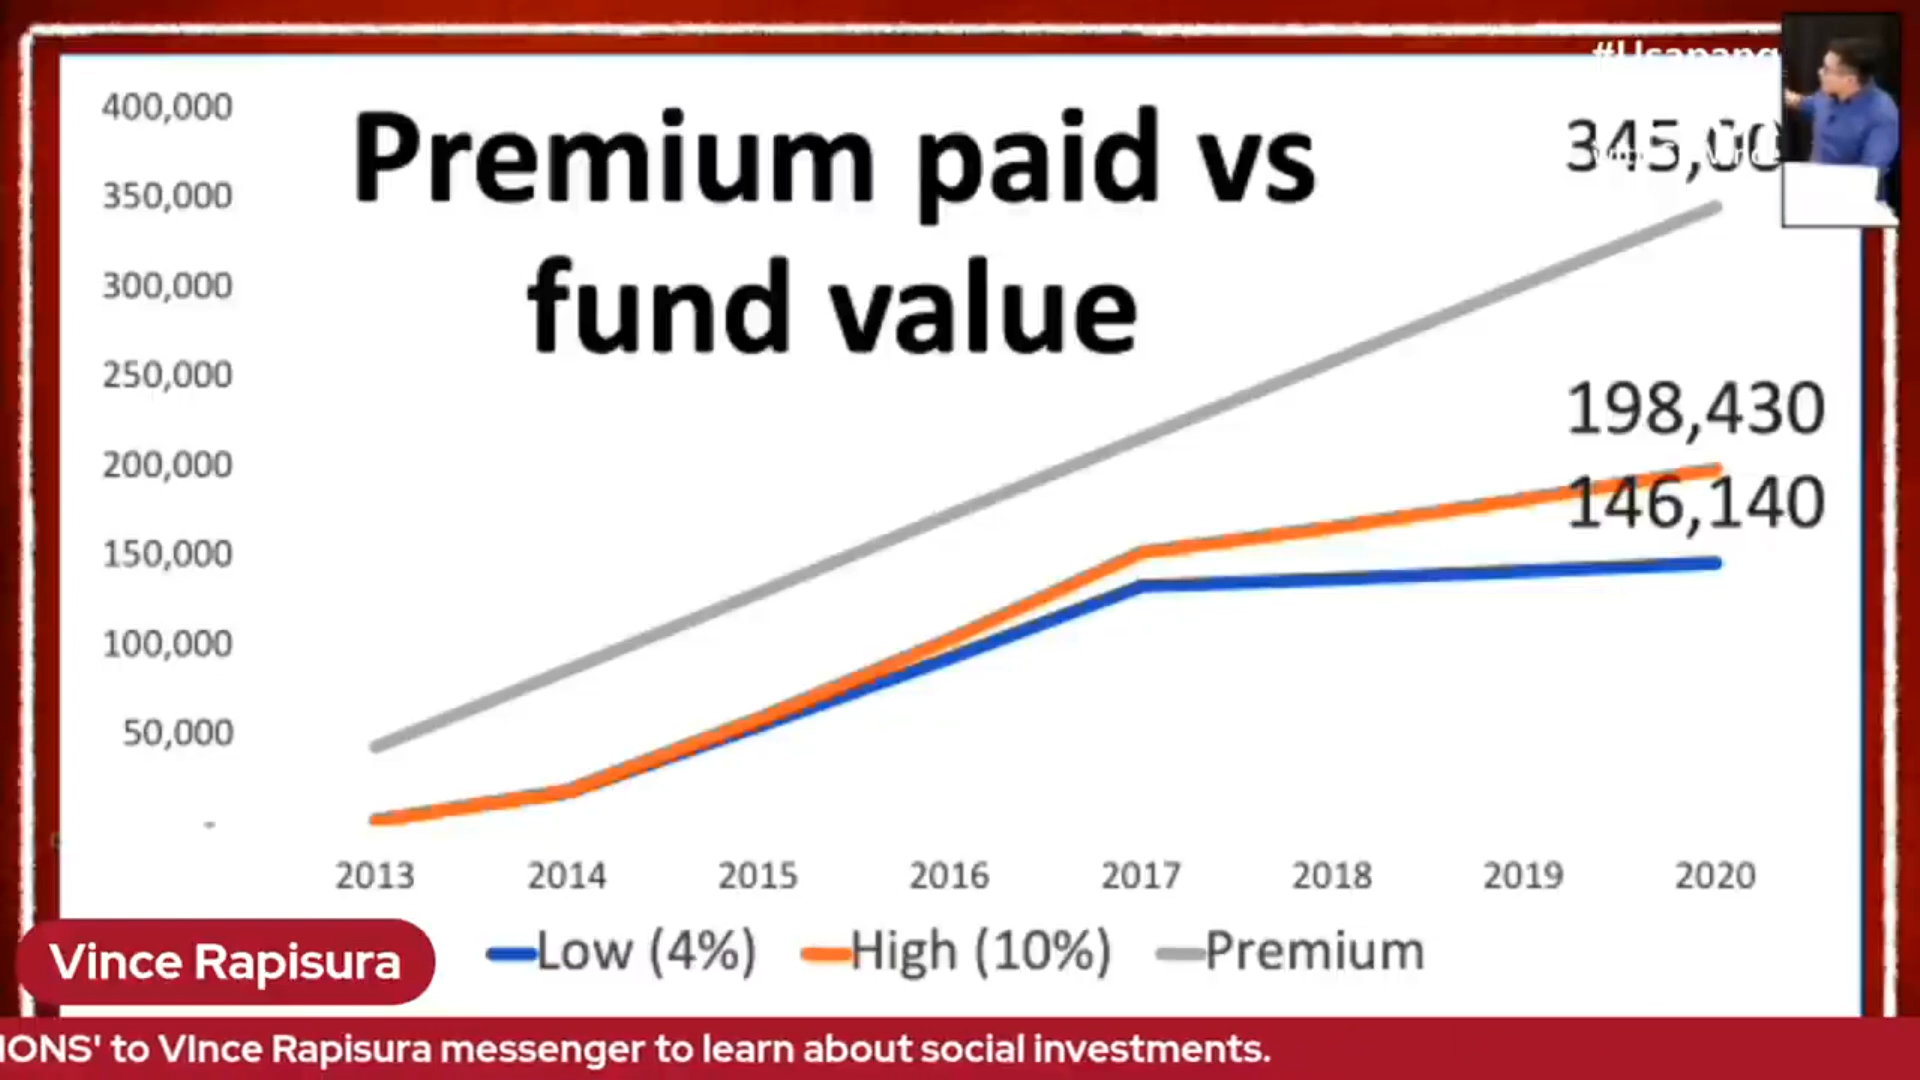 #Usapang
400,000
Premium paid vs
fund value
345,00
350,000
300,000
250,000
198,430
200,000
146,140
150,000
100,000
50,000
-
2013 2014 2015 2016 2017 2018 2019 2020
Low (4%) High (10%) Premium
Vince Rapisura
IONS' to Vince Rapisura messenger to learn about social investments.